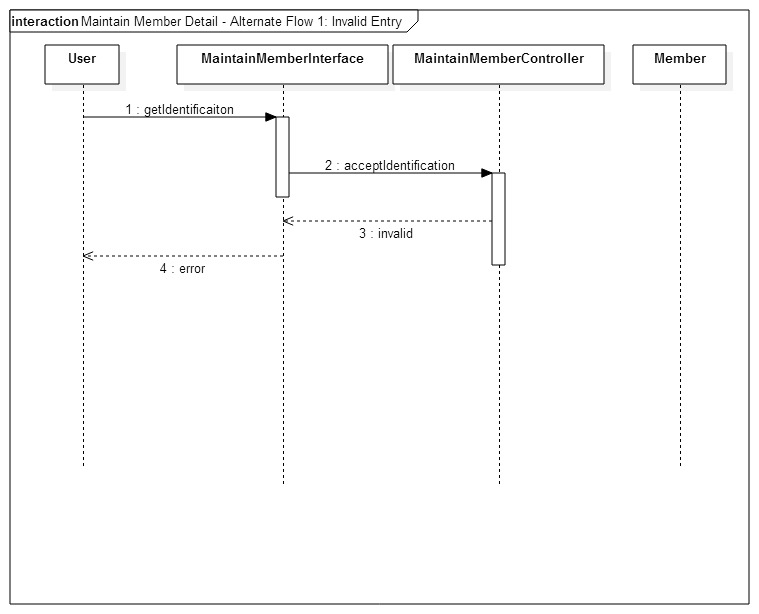 interaction Maintain Member Detail - Alternate Flow 1: Invalid Entry
User
MaintainMemberInterface
MaintainMemberController
Member
1 : getIdentificaiton
2 : acceptIdentification
3 : invalid
4 : error